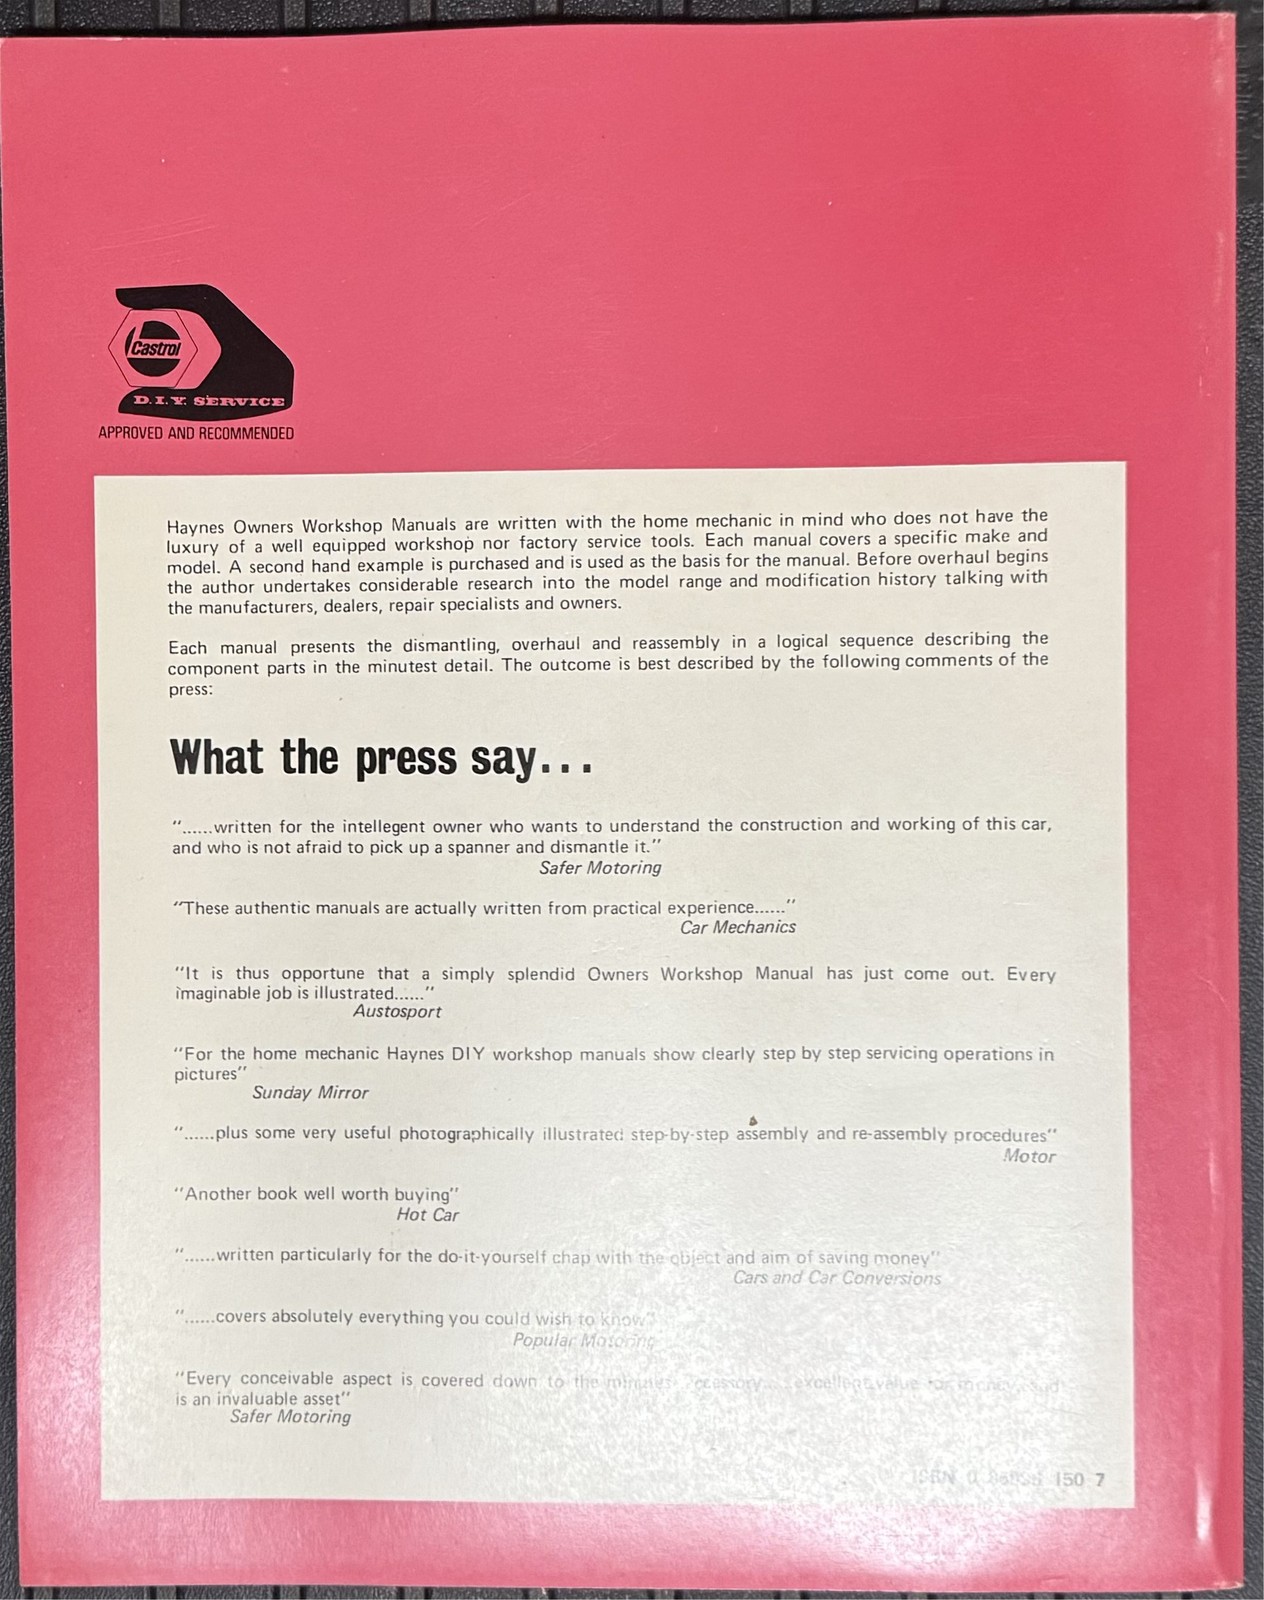 Castrol
D.I.Y. SERVICE
APPROVED AND RECOMMENDED
Haynes Owners Workshop Manuals are written with the home mechanic in mind who does not have the
luxury of a well equipped workshop nor factory service tools. Each manual covers a specific make and
model. A second hand example is purchased and is used as the basis for the manual. Before overhaul begins
the author undertakes considerable research into the model range and modification history talking with
the manufacturers, dealers, repair specialists and owners.
Each manual presents the dismantling, overhaul and reassembly in a logical sequence describing the
component parts in the minutest detail. The outcome is best described by the following comments of the
press:
What the press say...
"......written for the intellegent owner who wants to understand the construction and working of this car,
and who is not afraid to pick up a spanner and dismantle it."
Safer Motoring
"These authentic manuals are actually written from practical experience......"
Car Mechanics
"It is thus opportune that a simply splendid Owners Workshop Manual has just come out. Every
imaginable job is illustrated......"
Austosport
"For the home mechanic Haynes DIY workshop manuals show clearly step by step servicing operations in
pictures"
Sunday Mirror
"......plus some very useful photographically illustrated step-by-step assembly and re-assembly procedures"
Motor
"Another book well worth buying"
Hot Car
"......written particularly for the do-it-yourself chap with the object and aim of saving money"
Cars and Car Conversions
"......covers absolutely everything you could wish to know"
Popular Motoring
"Every conceivable aspect is covered down to the excellent value for money
is an invaluable asset"
Safer Motoring
ISBN 0 150 7